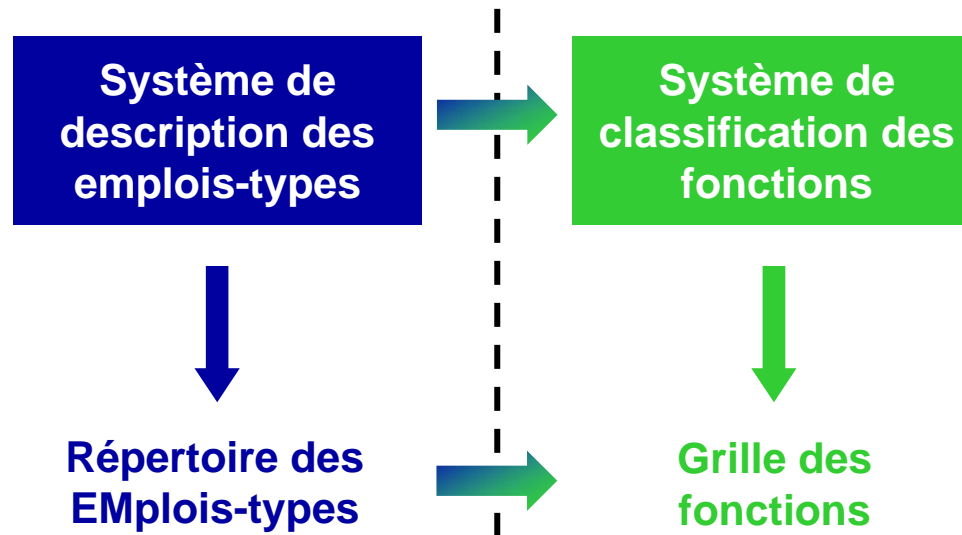 Système de
description des
emplois-types
Système de
classification des
fonctions
Répertoire des
EMplois-types
Grille des
fonctions